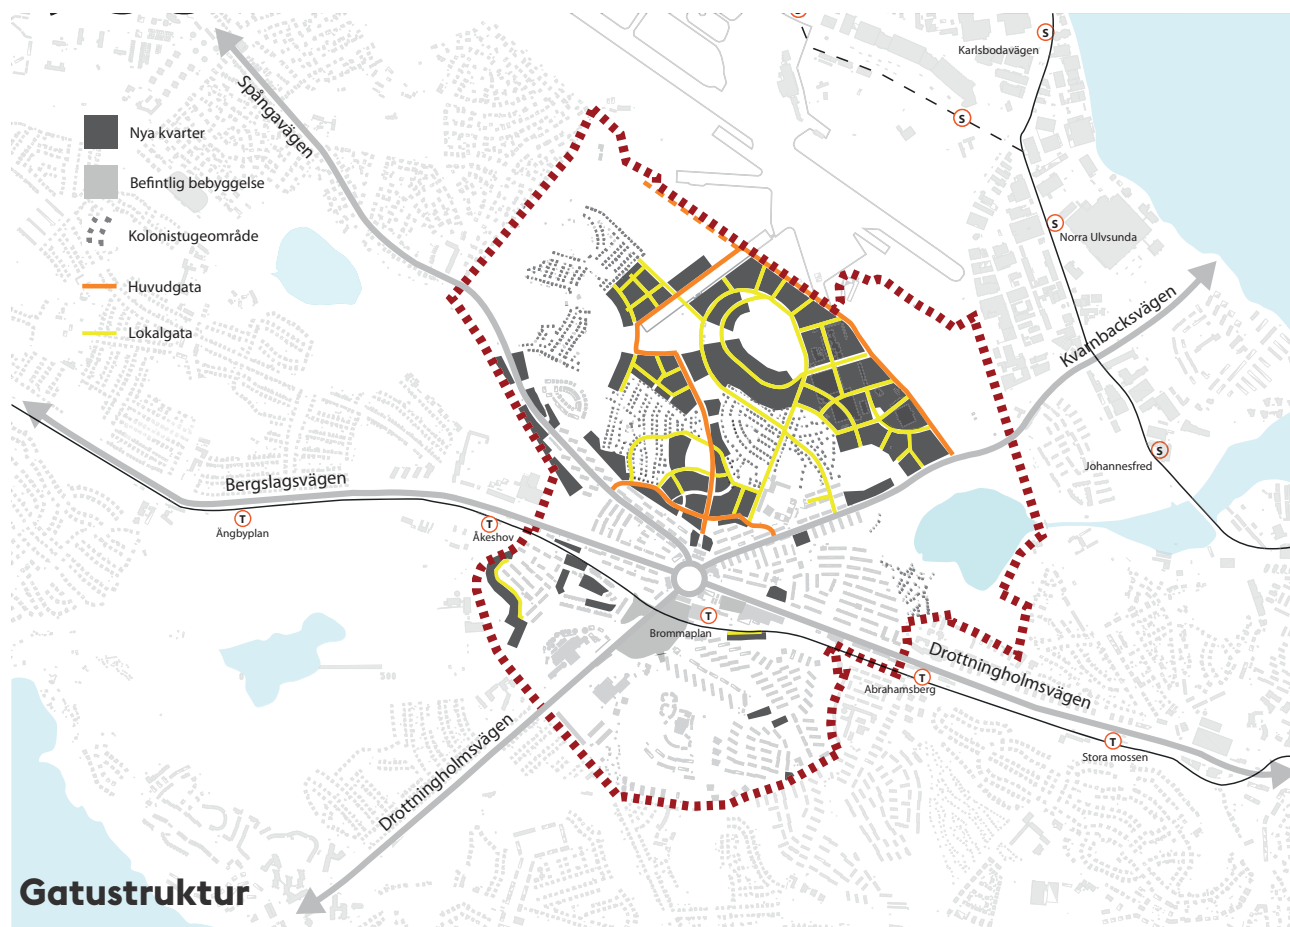 S
Karlsbodavägen
Spångavägen
S
Nya kvarter
Befintlig bebyggelse
Kolonistugeområde
S
Norra Ulvsunda
Huvudgata
Lokalgata
Kvarnbacksvägen
S
Johannesfred
Bergslagsvägen
T
Ängbyplan
T
Åkeshov
T
Brommaplan
Drottningholmsvägen
T
Abrahamsberg
T
Stora mossen
Drottningholmsvägen
Gatustruktur